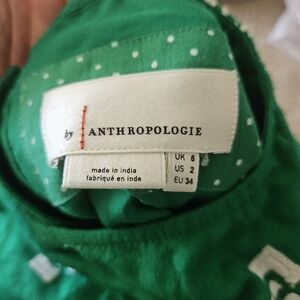 by ANTHROPOLOGIE
made in india
fabriqué en inde
UK 6
US 2
EU 34